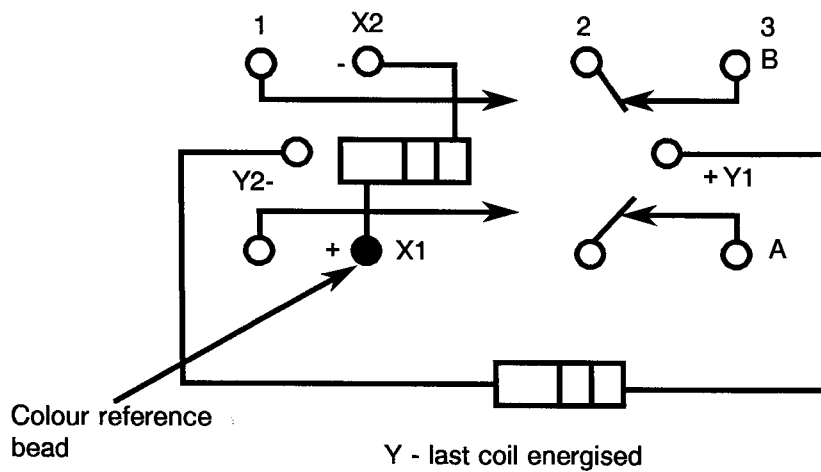 1 X2 2 3
- B
Y2- + Y1
+ X1 A
Colour reference
bead
Y - last coil energised